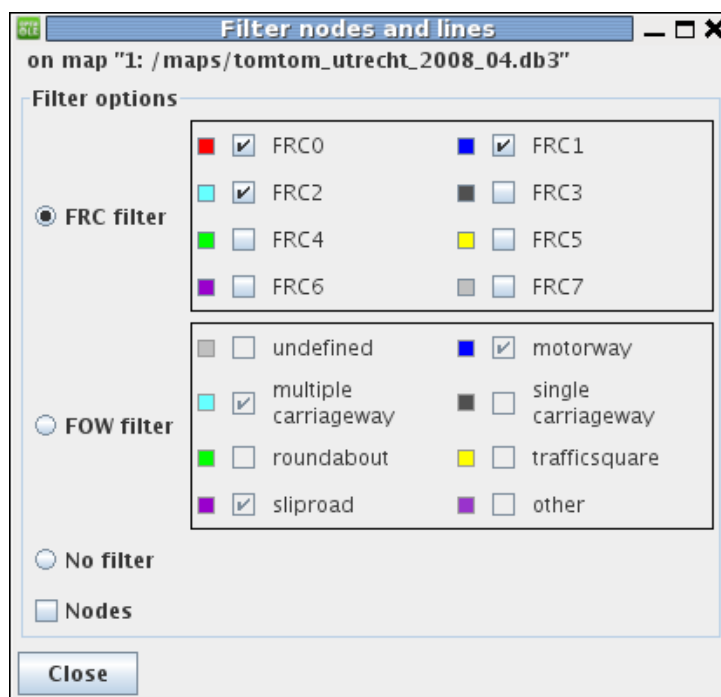 OPEN OLR Filter nodes and lines
on map "1: /maps/tomtom_utrecht_2008_04.db3"
Filter options
FRC filter
FRC0 FRC1
FRC2 FRC3
FRC4 FRC5
FRC6 FRC7
FOW filter
undefined motorway
multiple carriageway single carriageway
roundabout trafficsquare
sliproad other
No filter
Nodes
Close